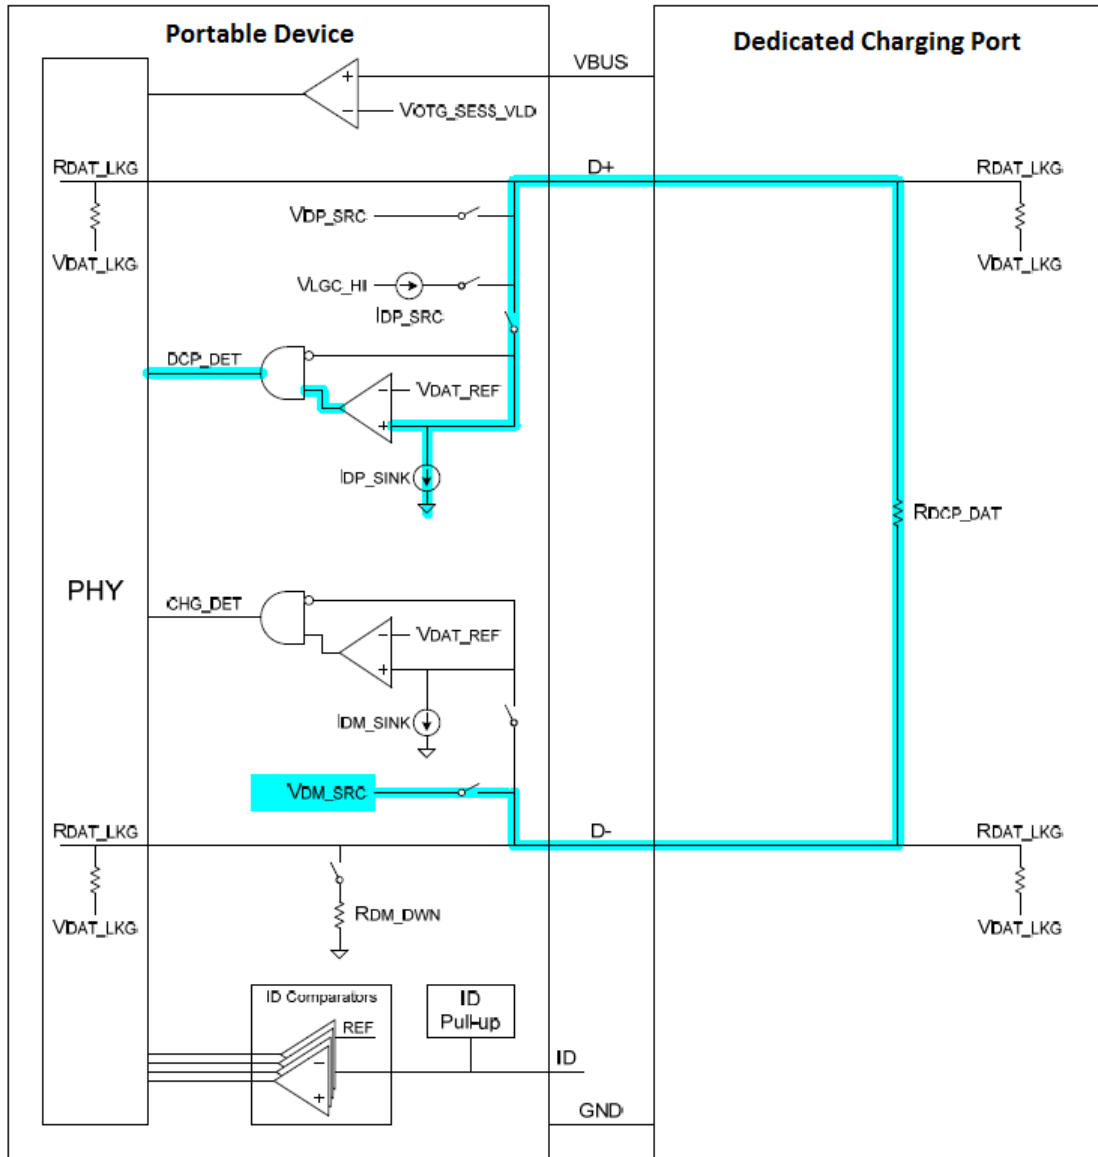 Portable Device
Dedicated Charging Port
VBUS
VOTG_SESS_VLD
RDAT_LKG
D+
RDAT_LKG
VDP_SRC
VDAT_LKG
VDAT_LKG
VLGC_HI
IDP_SRC
DCP_DET
VDAT_REF
IDP_SINK
RDCP_DAT
PHY
CHG_DET
VDAT_REF
IDM_SINK
VDM_SRC
RDAT_LKG
D-
RDAT_LKG
RDM_DWN
VDAT_LKG
VDAT_LKG
ID Comparators
REF
ID
Pull-up
ID
GND